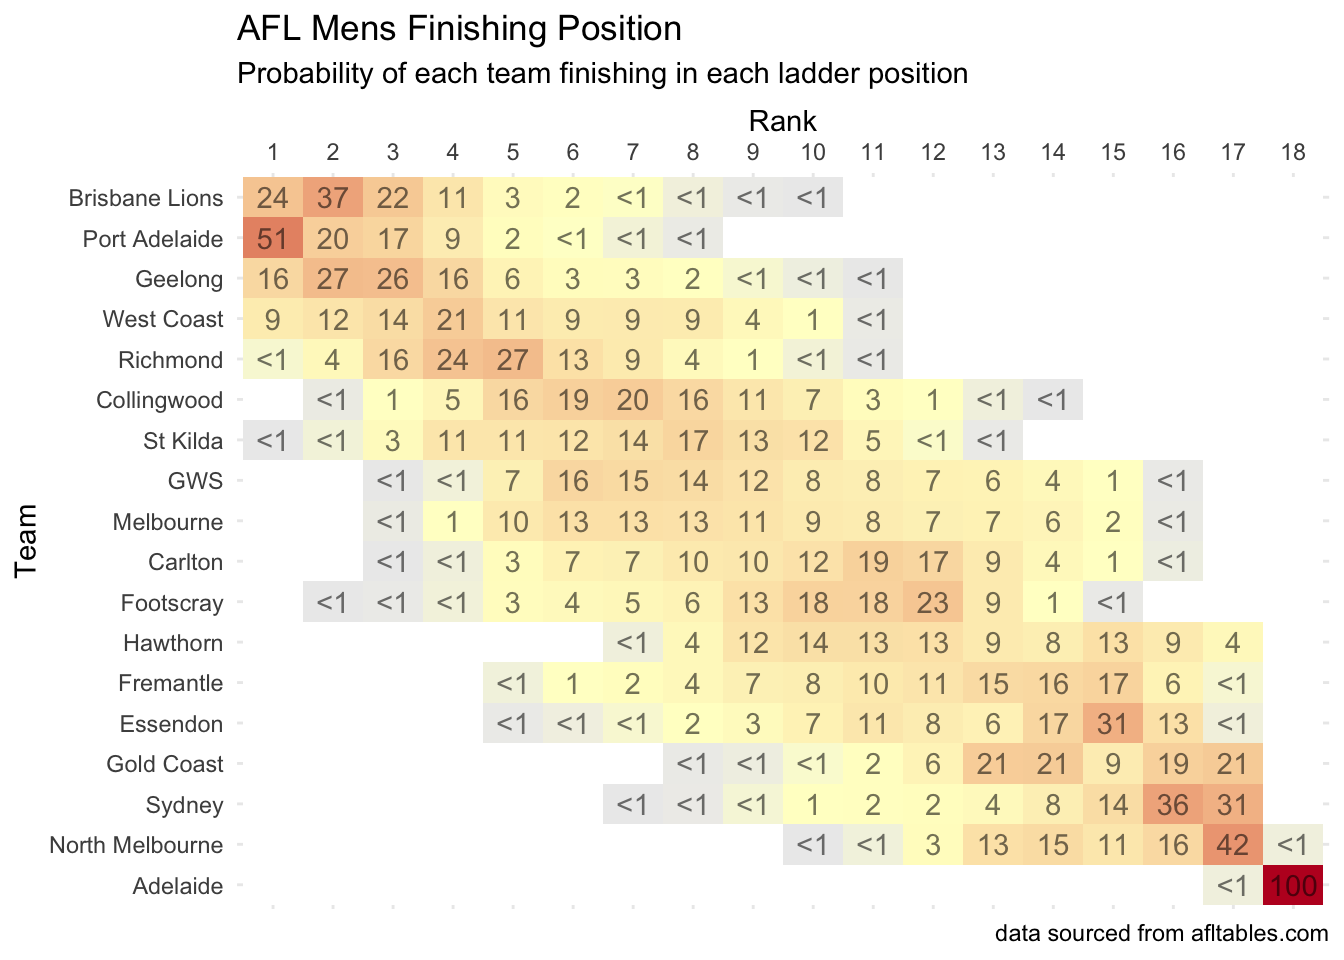 AFL Mens Finishing Position
Probability of each team finishing in each ladder position
Rank
1 2 3 4 5 6 7 8 9 10 11 12 13 14 15 16 17 18
Brisbane Lions 24 37 22 11 3 2 <1 <1 <1 <1
Port Adelaide 51 20 17 9 2 <1 <1 <1
Geelong 16 27 26 16 6 3 3 2 <1 <1 <1
West Coast 9 12 14 21 11 9 9 9 4 1 <1
Richmond <1 4 16 24 27 13 9 4 1 <1 <1
Collingwood <1 1 5 16 19 20 16 11 7 3 1 <1 <1
St Kilda <1 <1 3 11 11 12 14 17 13 12 5 <1 <1
GWS <1 <1 7 16 15 14 12 8 8 7 6 4 1 <1
Melbourne <1 1 10 13 13 13 11 9 8 7 7 6 2 <1
Carlton <1 <1 3 7 7 10 10 12 19 17 9 4 1 <1
Footscray <1 <1 <1 3 4 5 6 13 18 18 23 9 1 <1
Hawthorn <1 4 12 14 13 13 9 8 13 9 4
Fremantle <1 1 2 4 7 8 10 11 15 16 17 6 <1
Essendon <1 <1 <1 2 3 7 11 8 6 17 31 13 <1
Gold Coast <1 <1 <1 2 6 21 21 9 19 21
Sydney <1 <1 <1 1 2 2 4 8 14 36 31
North Melbourne <1 <1 3 13 15 11 16 42 <1
Adelaide <1 100
Team
data sourced from afltables.com